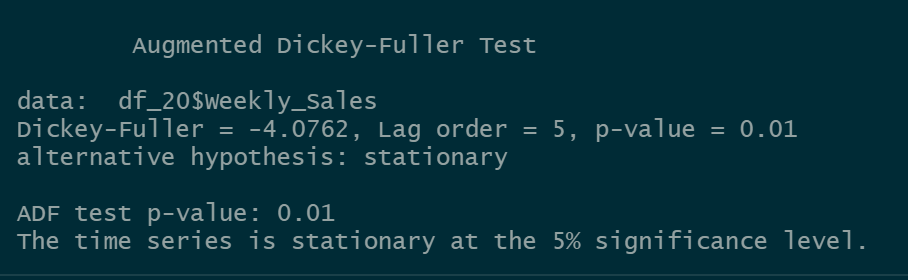 Augmented Dickey-Fuller Test
data:  df_20$Weekly_Sales
Dickey-Fuller = -4.0762, Lag order = 5, p-value = 0.01
alternative hypothesis: stationary
ADF test p-value: 0.01
The time series is stationary at the 5% significance level.